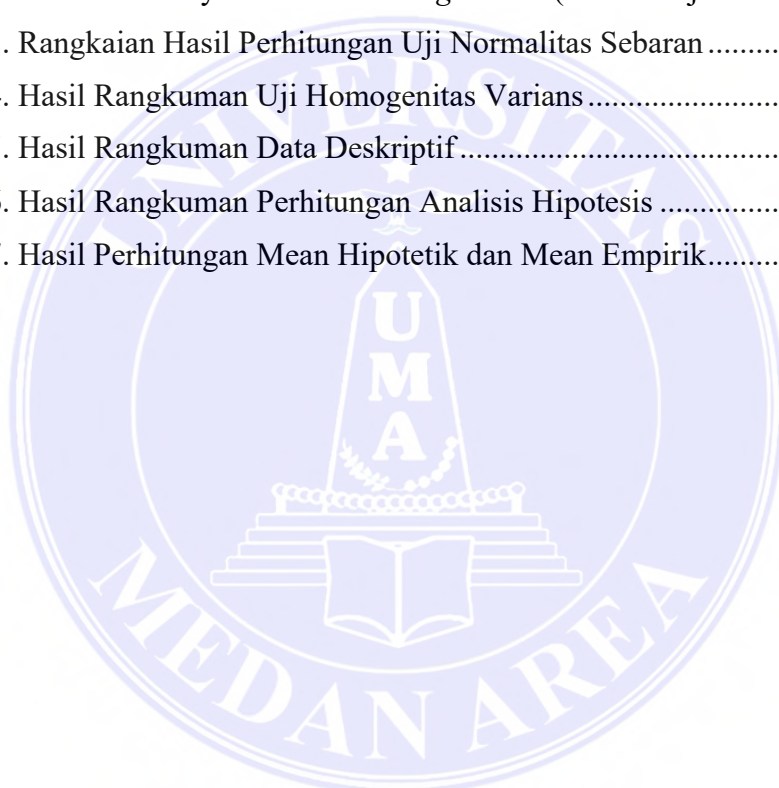 . Rangkaian Hasil Perhitungan Uji Normalitas Sebaran .........
. Hasil Rangkuman Uji Homogenitas Varians .......................
. Hasil Rangkuman Data Deskriptif .......................................
. Hasil Rangkuman Perhitungan Analisis Hipotesis ..............
. Hasil Perhitungan Mean Hipotetik dan Mean Empirik.........
UNIVERSITAS
U
M
A
MEDAN AREA